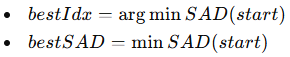 • bestIdx = arg min SAD(start)
• bestSAD = min SAD(start)